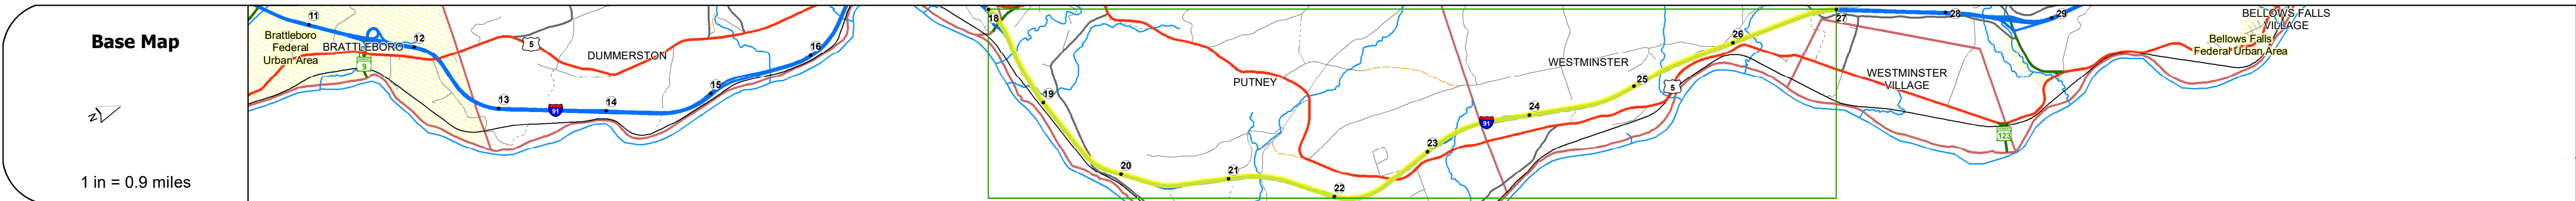 Base Map
N
1 in = 0.9 miles
11
Brattleboro
Federal
Urban Area
BRATTLEBORO
9
12
5
DUMMERSTON
13
91
14
15
16
18
19
20
PUTNEY
21
22
23
91
24
WESTMINSTER
25
5
26
27
28
29
WESTMINSTER
VILLAGE
123
BELLOWS FALLS
VILLAGE
Bellows Falls
Federal Urban Area